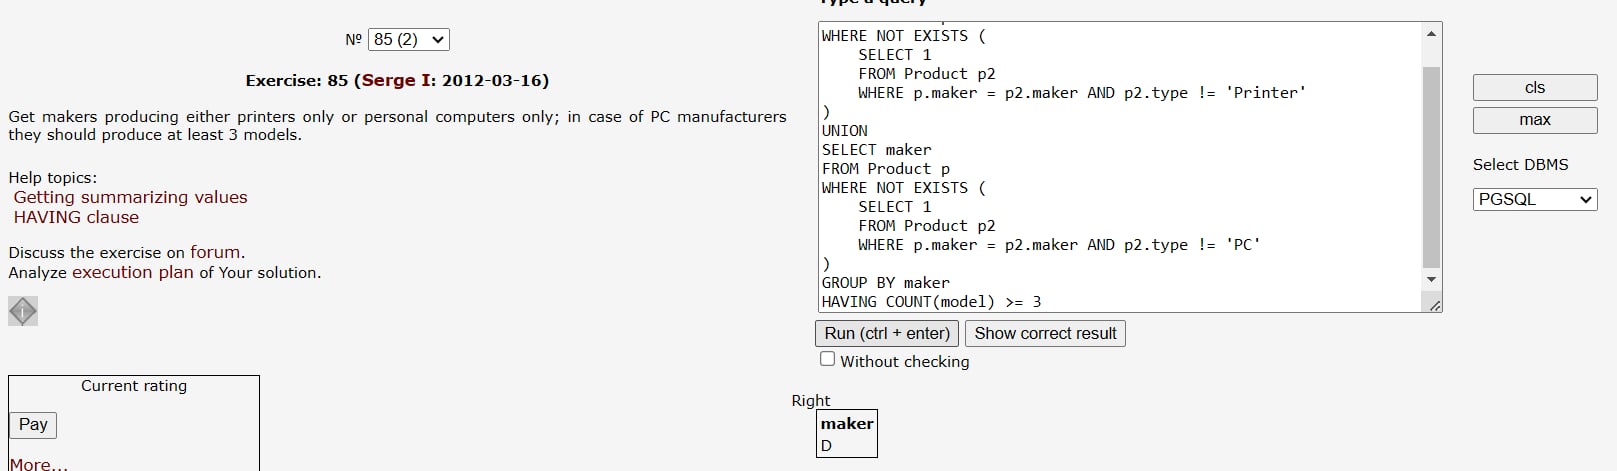 Type a query
№ 85 (2)
Exercise: 85 (Serge I: 2012-03-16)
Get makers producing either printers only or personal computers only; in case of PC manufacturers
they should produce at least 3 models.
Help topics:
Getting summarizing values
HAVING clause
Discuss the exercise on forum.
Analyze execution plan of Your solution.
Current rating
Pay
More...
WHERE NOT EXISTS (
SELECT 1
FROM Product p2
WHERE p.maker = p2.maker AND p2.type != 'Printer'
)
UNION
SELECT maker
FROM Product p
WHERE NOT EXISTS (
SELECT 1
FROM Product p2
WHERE p.maker = p2.maker AND p2.type != 'PC'
)
GROUP BY maker
HAVING COUNT(model) >= 3
Run (ctrl + enter) Show correct result
Without checking
Right
maker
D
cls
max
Select DBMS
PGSQL